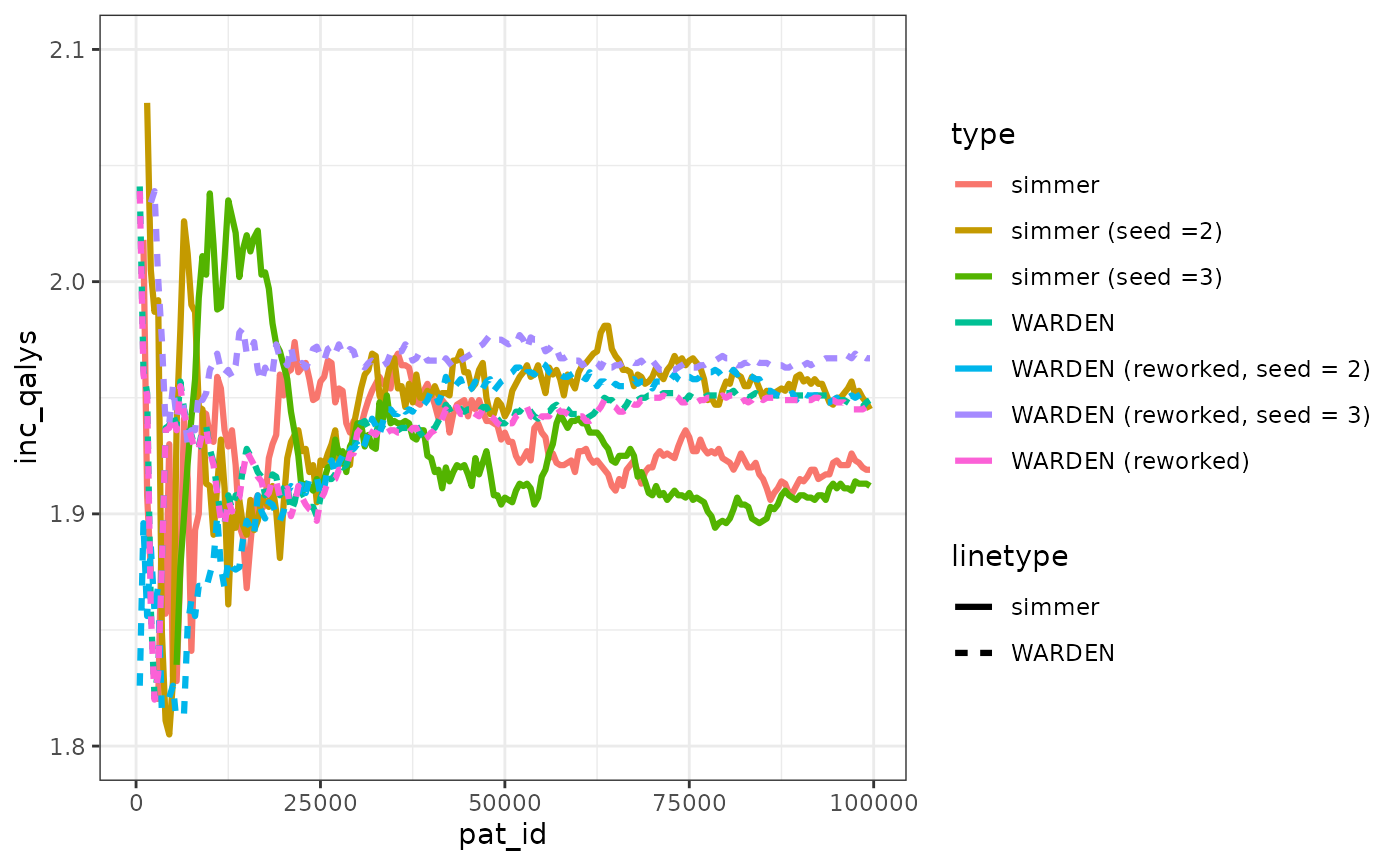 2.1
2.0
1.9
1.8
inc_qalys
0
25000
50000
75000
100000
pat_id
type
simmer
simmer (seed =2)
simmer (seed =3)
WARDEN
WARDEN (reworked, seed = 2)
WARDEN (reworked, seed = 3)
WARDEN (reworked)
linetype
simmer
WARDEN